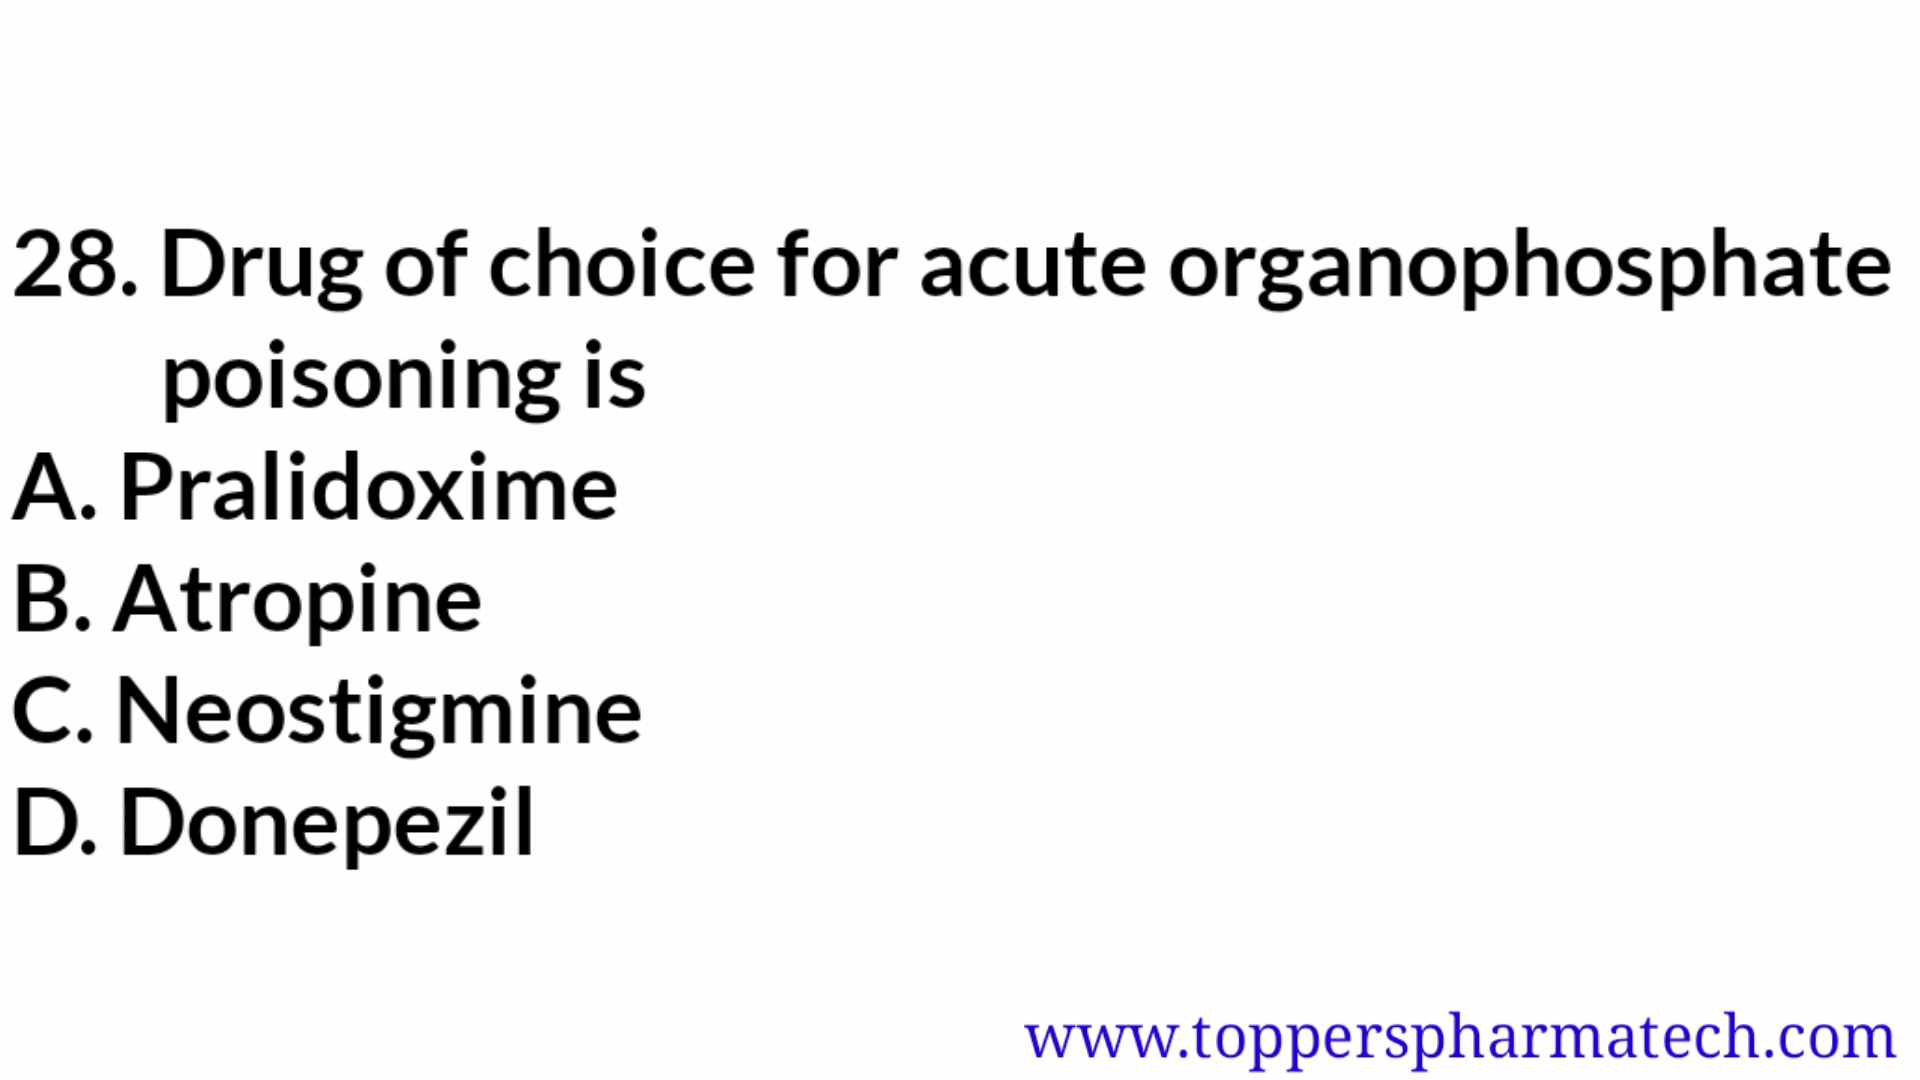 28. Drug of choice for acute organophosphate
poisoning is
A. Pralidoxime
B. Atropine
C. Neostigmine
D. Donepezil
www.topperspharmatech.com